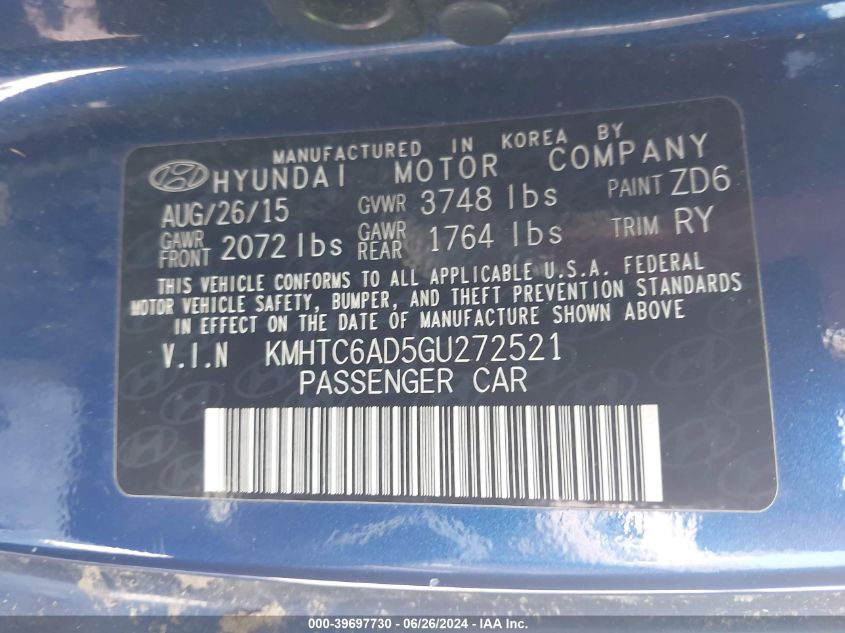 MANUFACTURED IN KOREA BY
HYUNDAI MOTOR COMPANY
AUG/26/15 GVWR 3748 lbs PAINT ZD6
GAWR FRONT 2072 lbs GAWR REAR 1764 lbs TRIM RY
THIS VEHICLE CONFORMS TO ALL APPLICABLE U.S.A. FEDERAL
MOTOR VEHICLE SAFETY, BUMPER, AND THEFT PREVENTION STANDARDS
IN EFFECT ON THE DATE OF MANUFACTURE SHOWN ABOVE
V.I.N KMHTC6AD5GU272521
PASSENGER CAR
000-39697730 - 06/26/2024 - IAA Inc.